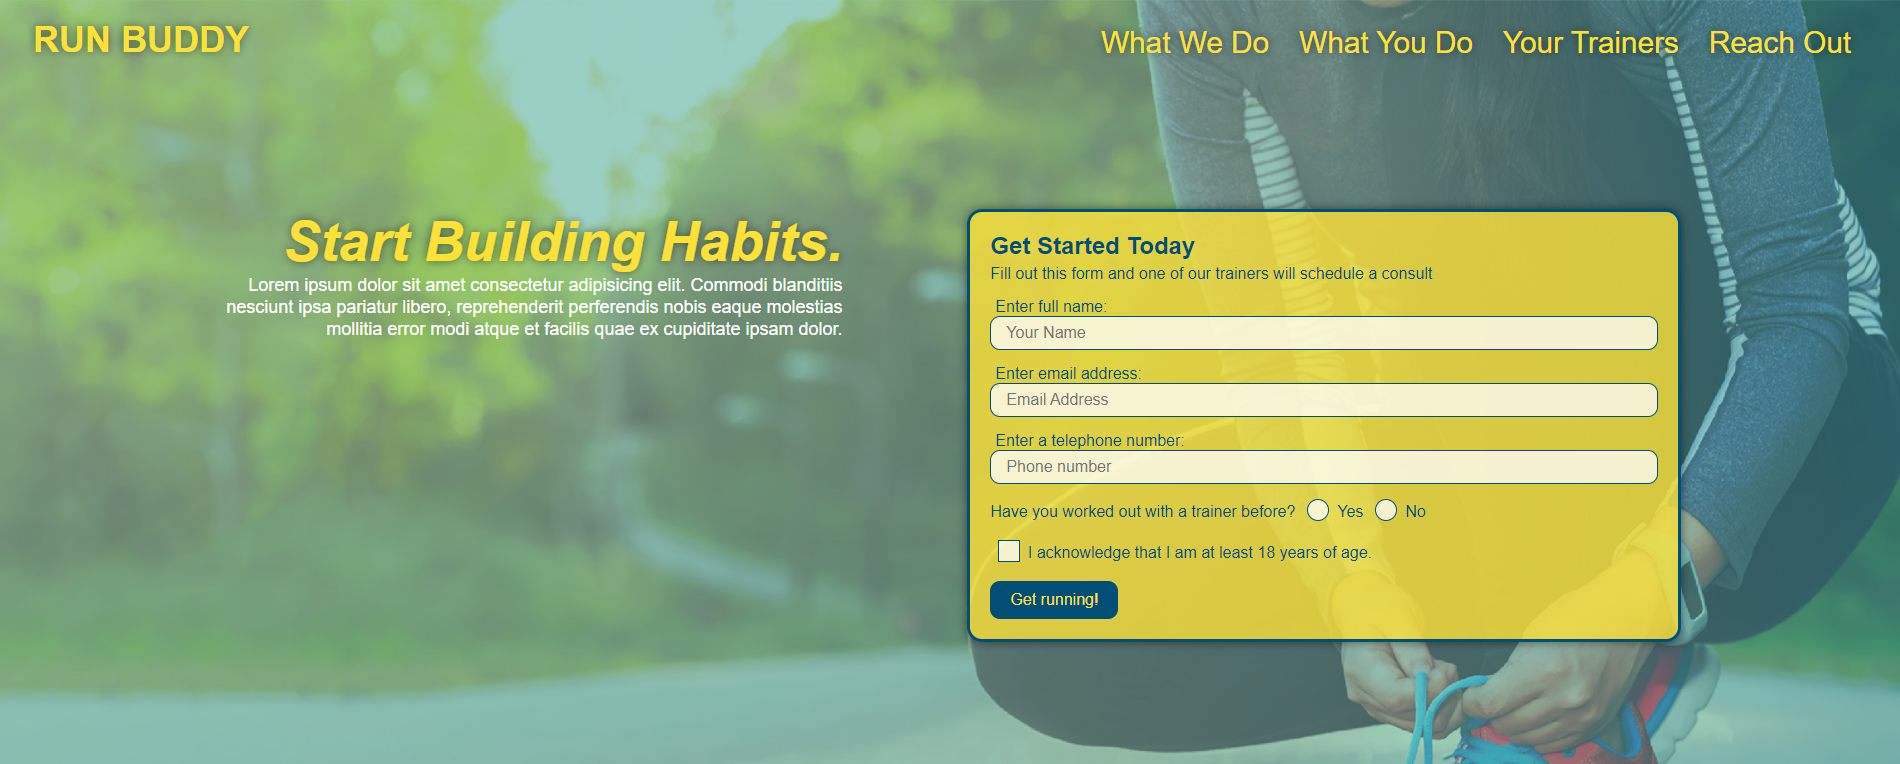 RUN BUDDY
What We Do What You Do Your Trainers Reach Out
Start Building Habits.
Lorem ipsum dolor sit amet consectetur adipisicing elit. Commodi blanditiis
nesciunt ipsa pariatur libero, reprehenderit perferendis nobis eaque molestias
mollitia error modi atque et facilis quae ex cupiditate ipsam dolor.
Get Started Today
Fill out this form and one of our trainers will schedule a consult
Enter full name:
Your Name
Enter email address:
Email Address
Enter a telephone number:
Phone number
Have you worked out with a trainer before? Yes No
I acknowledge that I am at least 18 years of age.
Get running!